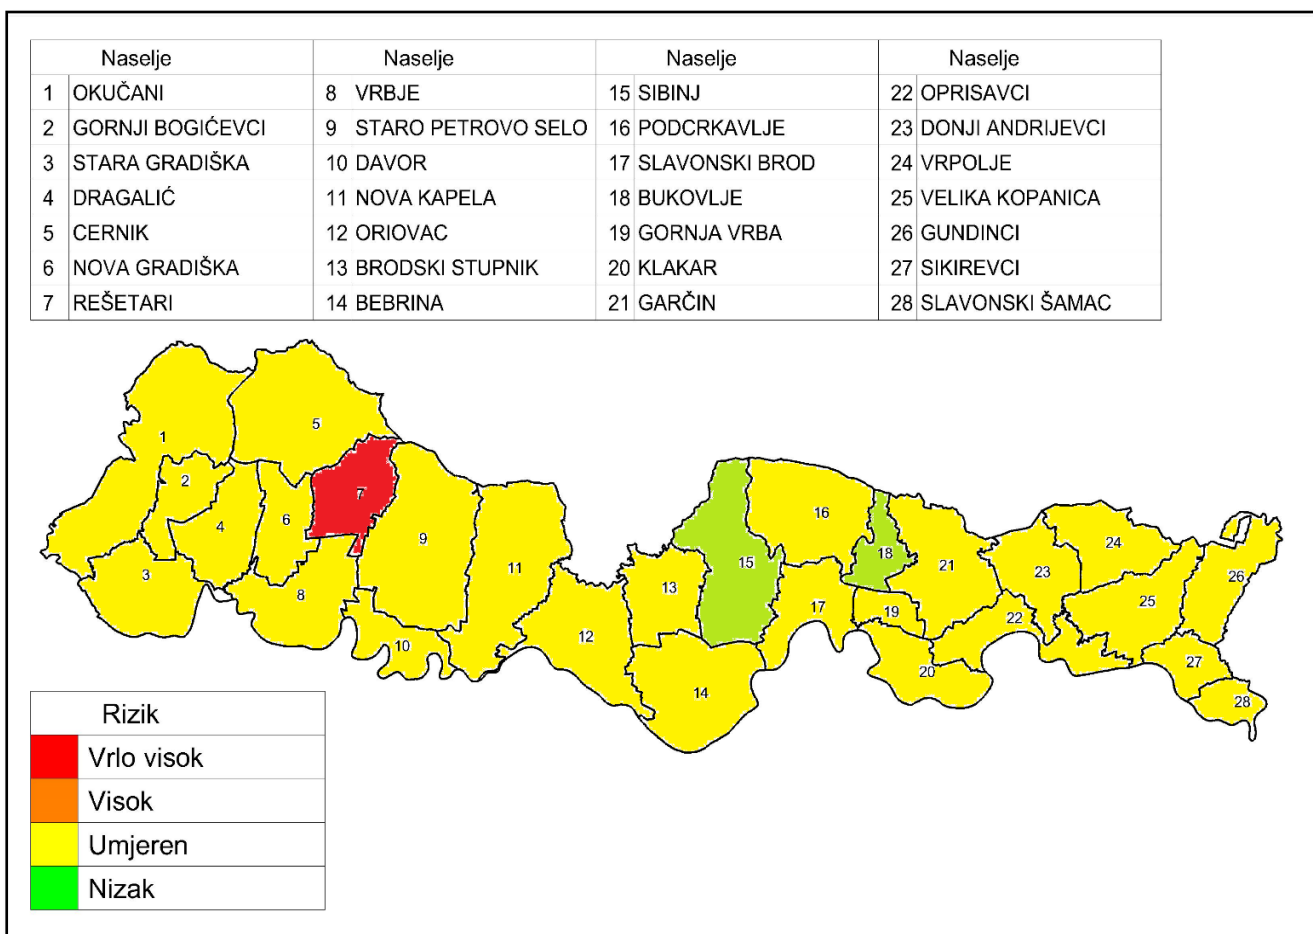 Naselje Naselje Naselje Naselje
1 OKUČANI 8 VRBJE 15 SIBINJ 22 OPRISAVCI
2 GORNJI BOGIĆEVCI 9 STARO PETROVO SELO 16 PODCRKAVLJE 23 DONJI ANDRIJEVCI
3 STARA GRADIŠKA 10 DAVOR 17 SLAVONSKI BROD 24 VRPOLJE
4 DRAGALIĆ 11 NOVA KAPELA 18 BUKOVLJE 25 VELIKA KOPANICA
5 CERNIK 12 ORIOVAC 19 GORNJA VRBA 26 GUNDINCI
6 NOVA GRADIŠKA 13 BRODSKI STUPNIK 20 KLAKAR 27 SIKIREVCI
7 REŠETARI 14 BEBRINA 21 GARČIN 28 SLAVONSKI ŠAMAC
1
5
2
7
4
6
9
3
8
10
11
12
13
14
15
16
17
18
19
20
21
22
23
24
25
26
27
28
Rizik
Vrlo visok
Visok
Umjeren
Nizak